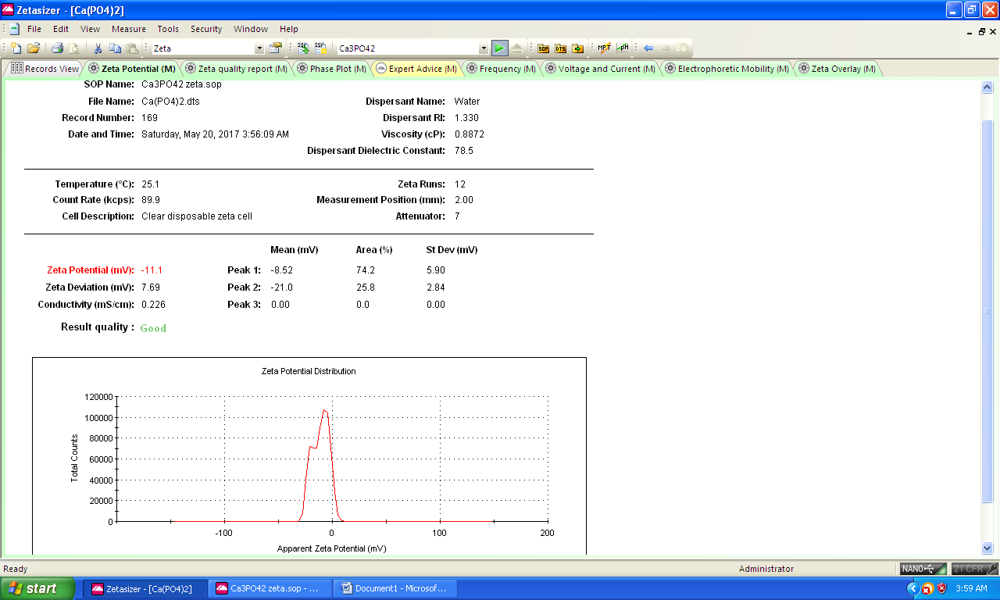 Zetasizer - [Ca(PO4)2]
File Edit View Measure Tools Security Window Help
Zeta Ca3PO42 SOP DTS MPT pH
Records View Zeta Potential (M) Zeta quality report (M) Phase Plot (M) Expert Advice (M) Frequency (M) Voltage and Current (M) Electrophoretic Mobility (M) Zeta Overlay (M)
SOP Name: Ca3PO42 zeta.sop
File Name: Ca(PO4)2.dts Dispersant Name: Water
Record Number: 169 Dispersant RI: 1.330
Date and Time: Saturday, May 20, 2017 3:56:09 AM Viscosity (cP): 0.8872
Dispersant Dielectric Constant: 78.5
Temperature (°C): 25.1 Zeta Runs: 12
Count Rate (kcps): 89.9 Measurement Position (mm): 2.00
Cell Description: Clear disposable zeta cell Attenuator: 7
Mean (mV) Area (%) St Dev (mV)
Zeta Potential (mV): -11.1 Peak 1: -8.52 74.2 5.90
Zeta Deviation (mV): 7.69 Peak 2: -21.0 25.8 2.84
Conductivity (mS/cm): 0.226 Peak 3: 0.00 0.0 0.00
Result quality : Good
Zeta Potential Distribution
120000
100000
80000
60000
40000
20000
0
Total Counts
-100 0 100 200
Apparent Zeta Potential (mV)
Ready Administrator NANO 21 CFR
start Zetasizer - [Ca(PO4)2] Ca3PO42 zeta.sop - ... Document1 - Microsof... 3:59 AM